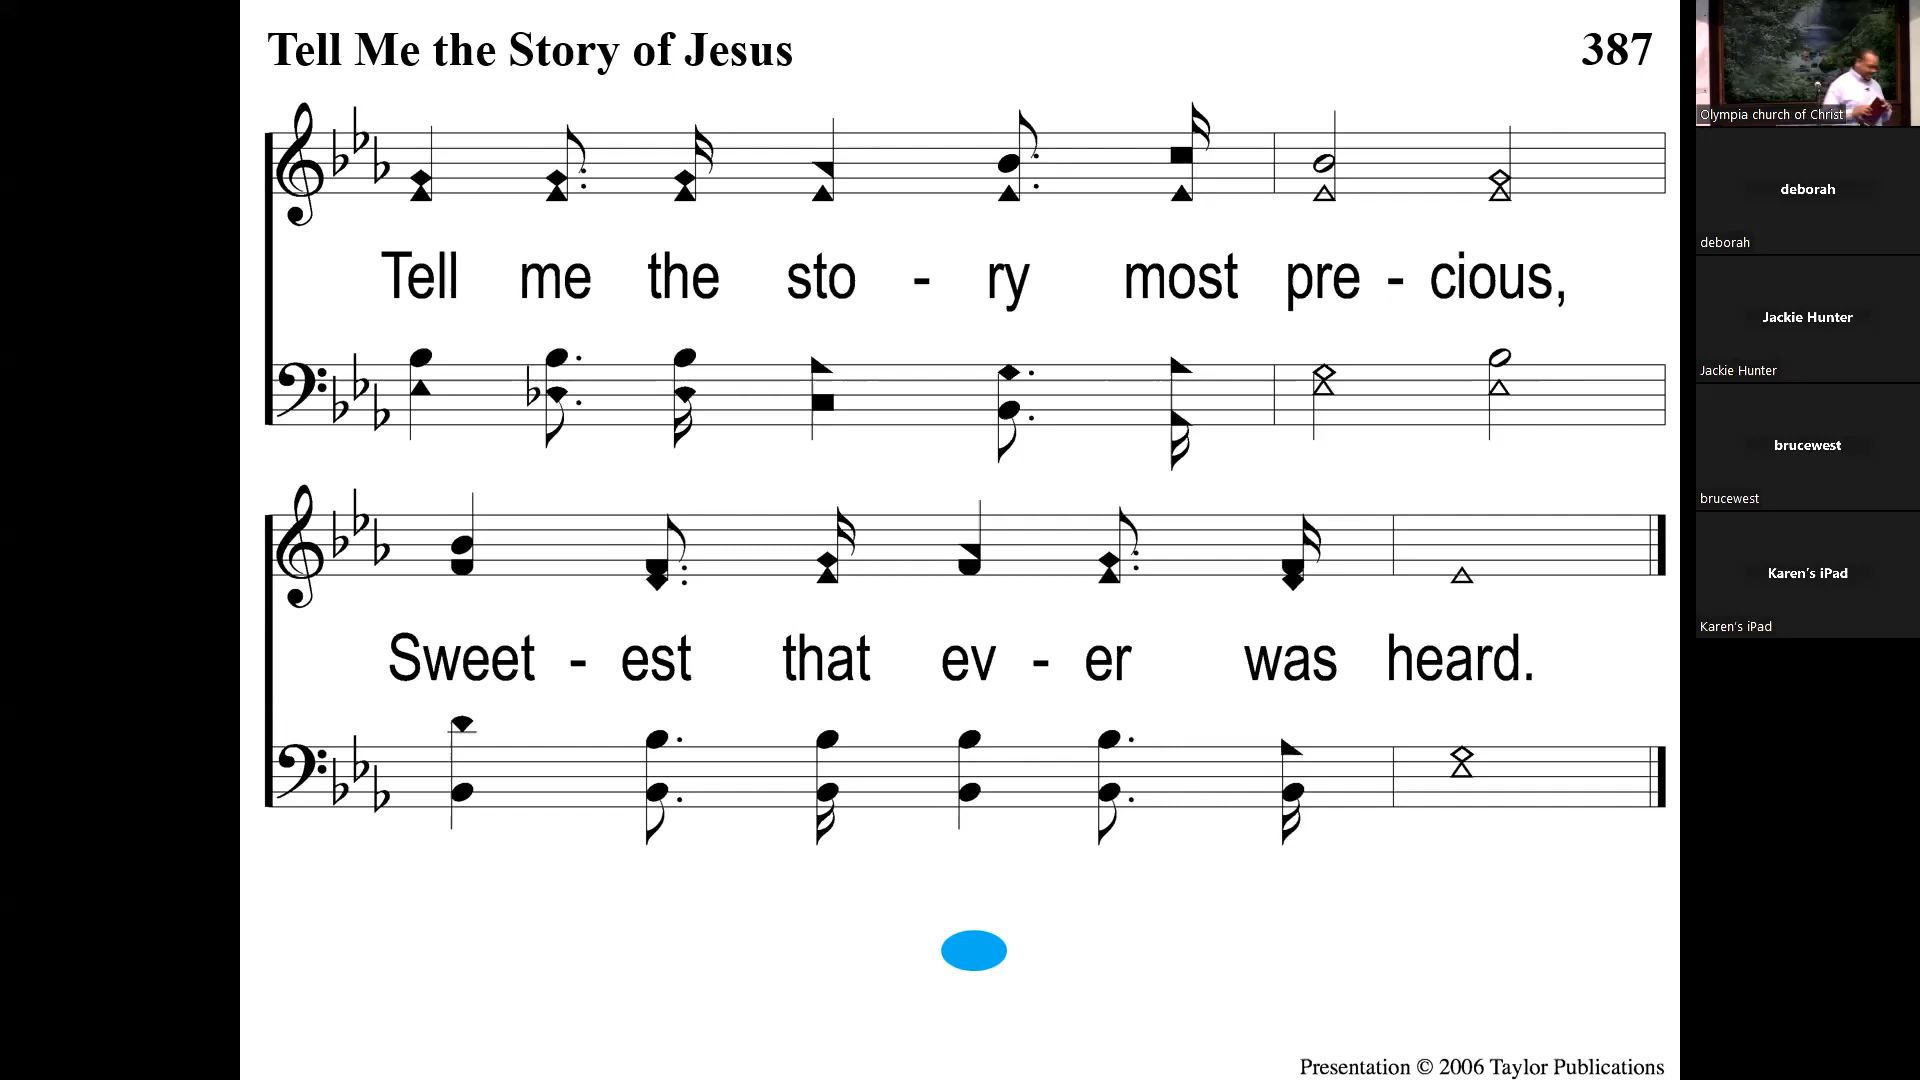 Tell Me the Story of Jesus 387
Tell me the sto - ry most pre - cious,
Sweet - est that ev - er was heard.
Presentation © 2006 Taylor Publications
Olympia church of Christ
deborah
deborah
Jackie Hunter
Jackie Hunter
brucewest
brucewest
Karen's iPad
Karen's iPad